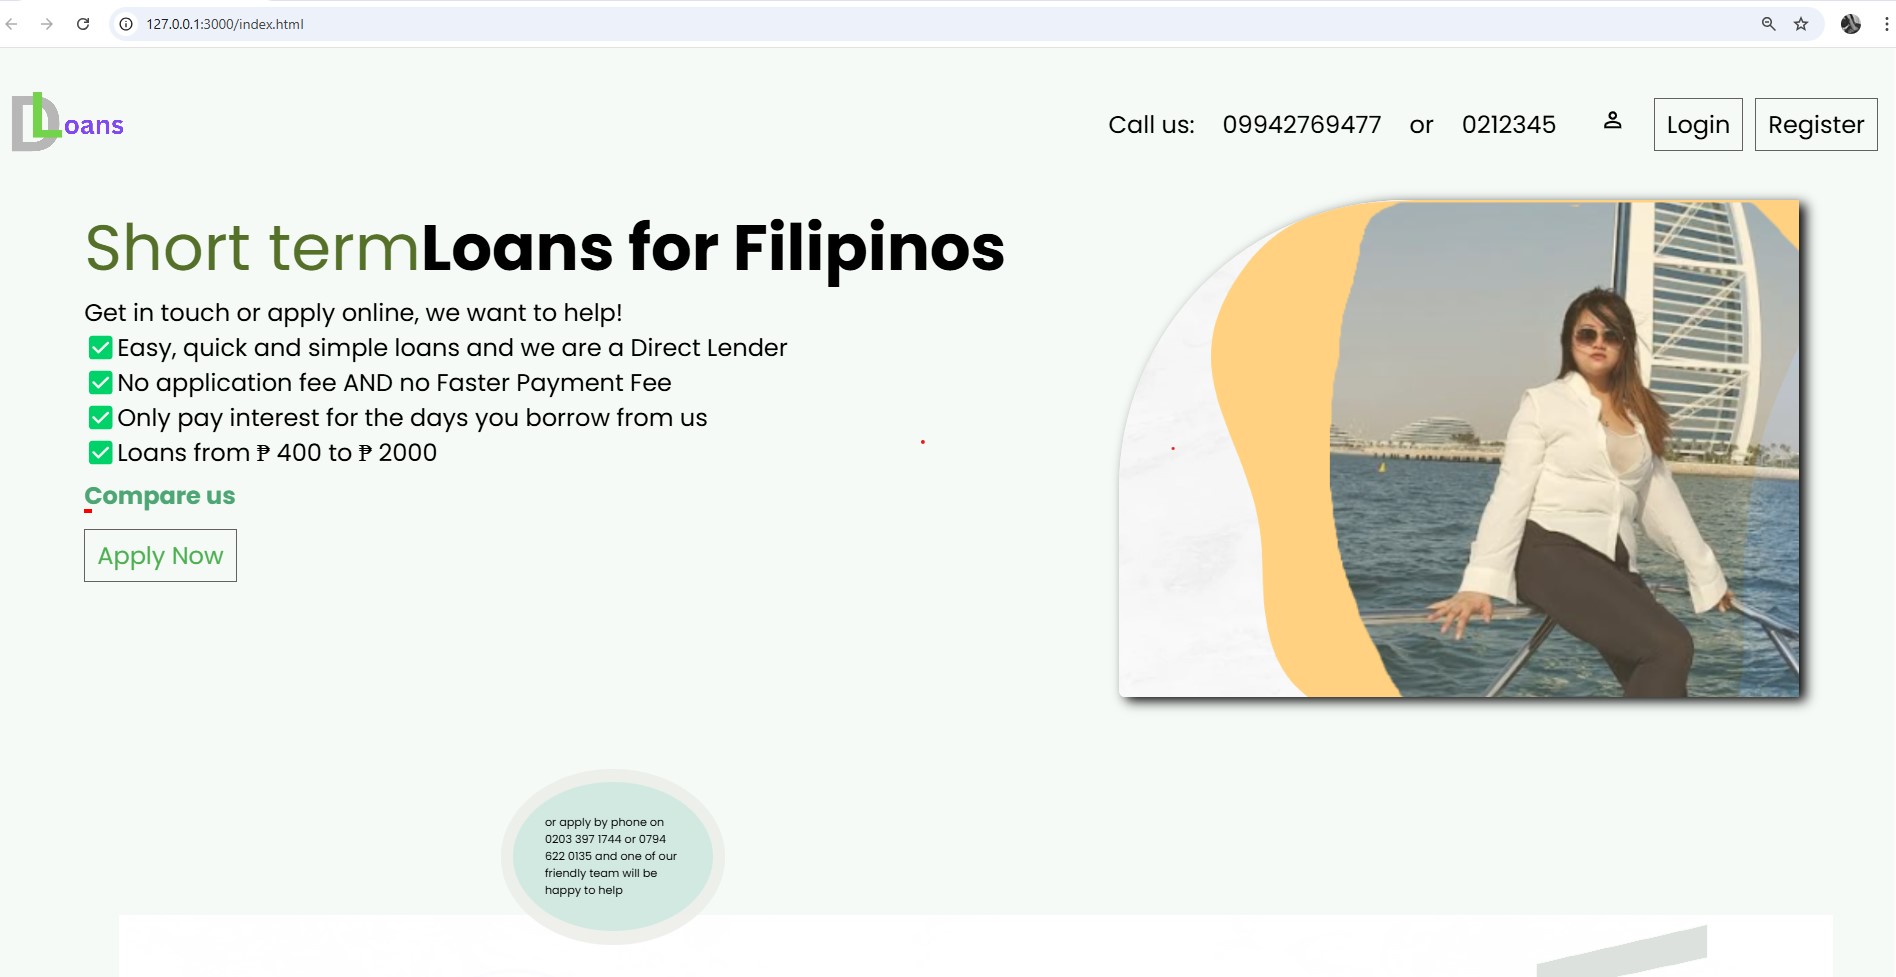 127.0.0.1:3000/index.html
DLoans
Call us: 09942769477 or 0212345 Login Register
Short termLoans for Filipinos
Get in touch or apply online, we want to help!
Easy, quick and simple loans and we are a Direct Lender
No application fee AND no Faster Payment Fee
Only pay interest for the days you borrow from us
Loans from ₱ 400 to ₱ 2000
Compare us
Apply Now
or apply by phone on
0203 397 1744 or 0794
622 0135 and one of our
friendly team will be
happy to help